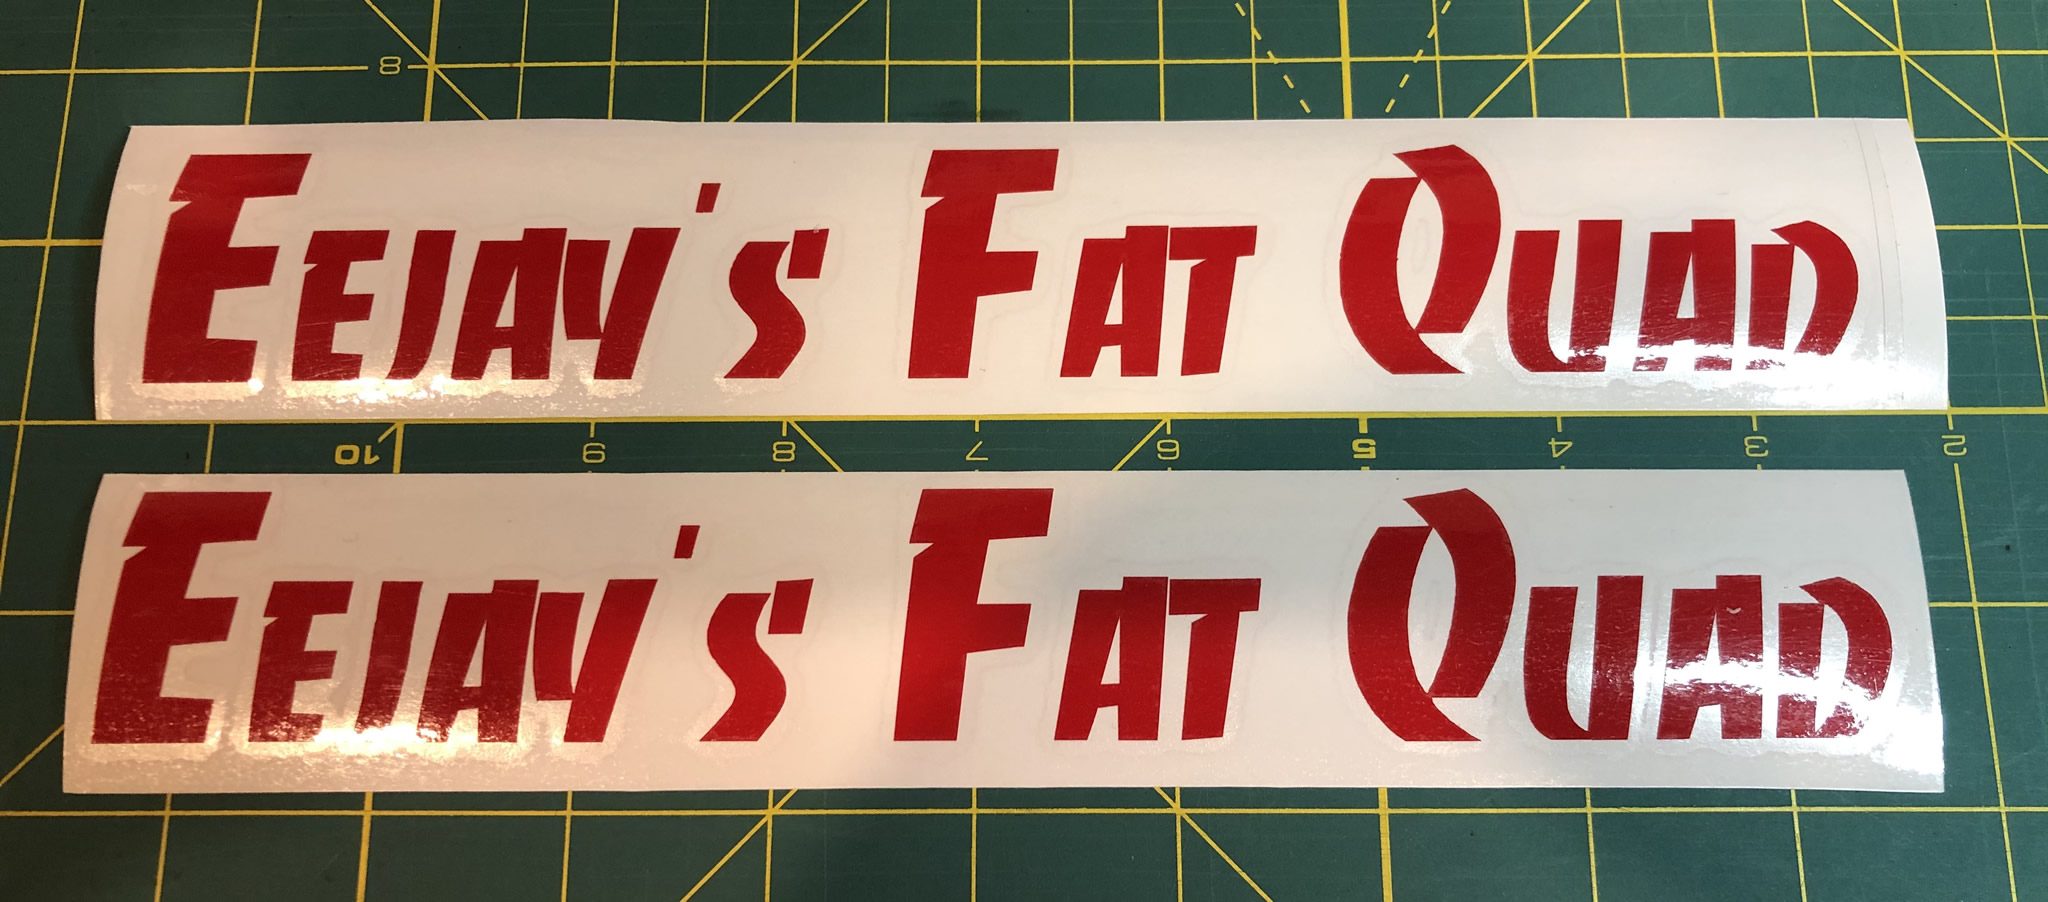 8
EEJAY'S FAT QUAD
10 9 8 7 6 5 4 3 2
EEJAY'S FAT QUAD